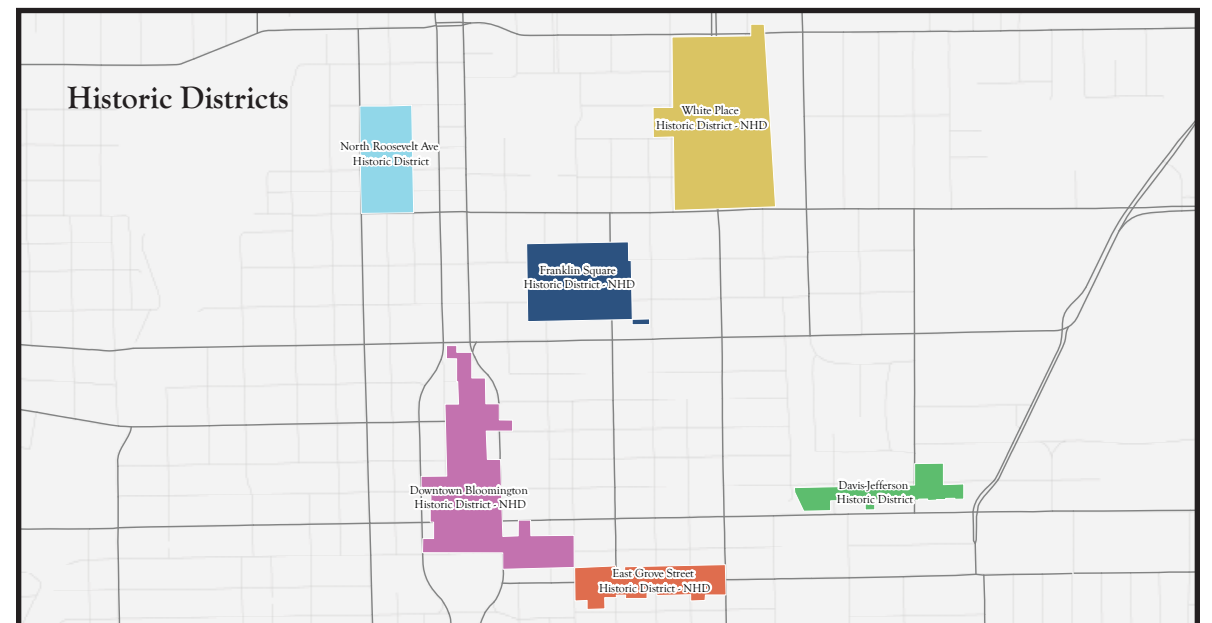 Historic Districts
White Place
Historic District - NHD
North Roosevelt Ave
Historic District
Franklin Square
Historic District - NHD
Downtown Bloomington
Historic District - NHD
Davis-Jefferson
Historic District
East Grove Street
Historic District - NHD